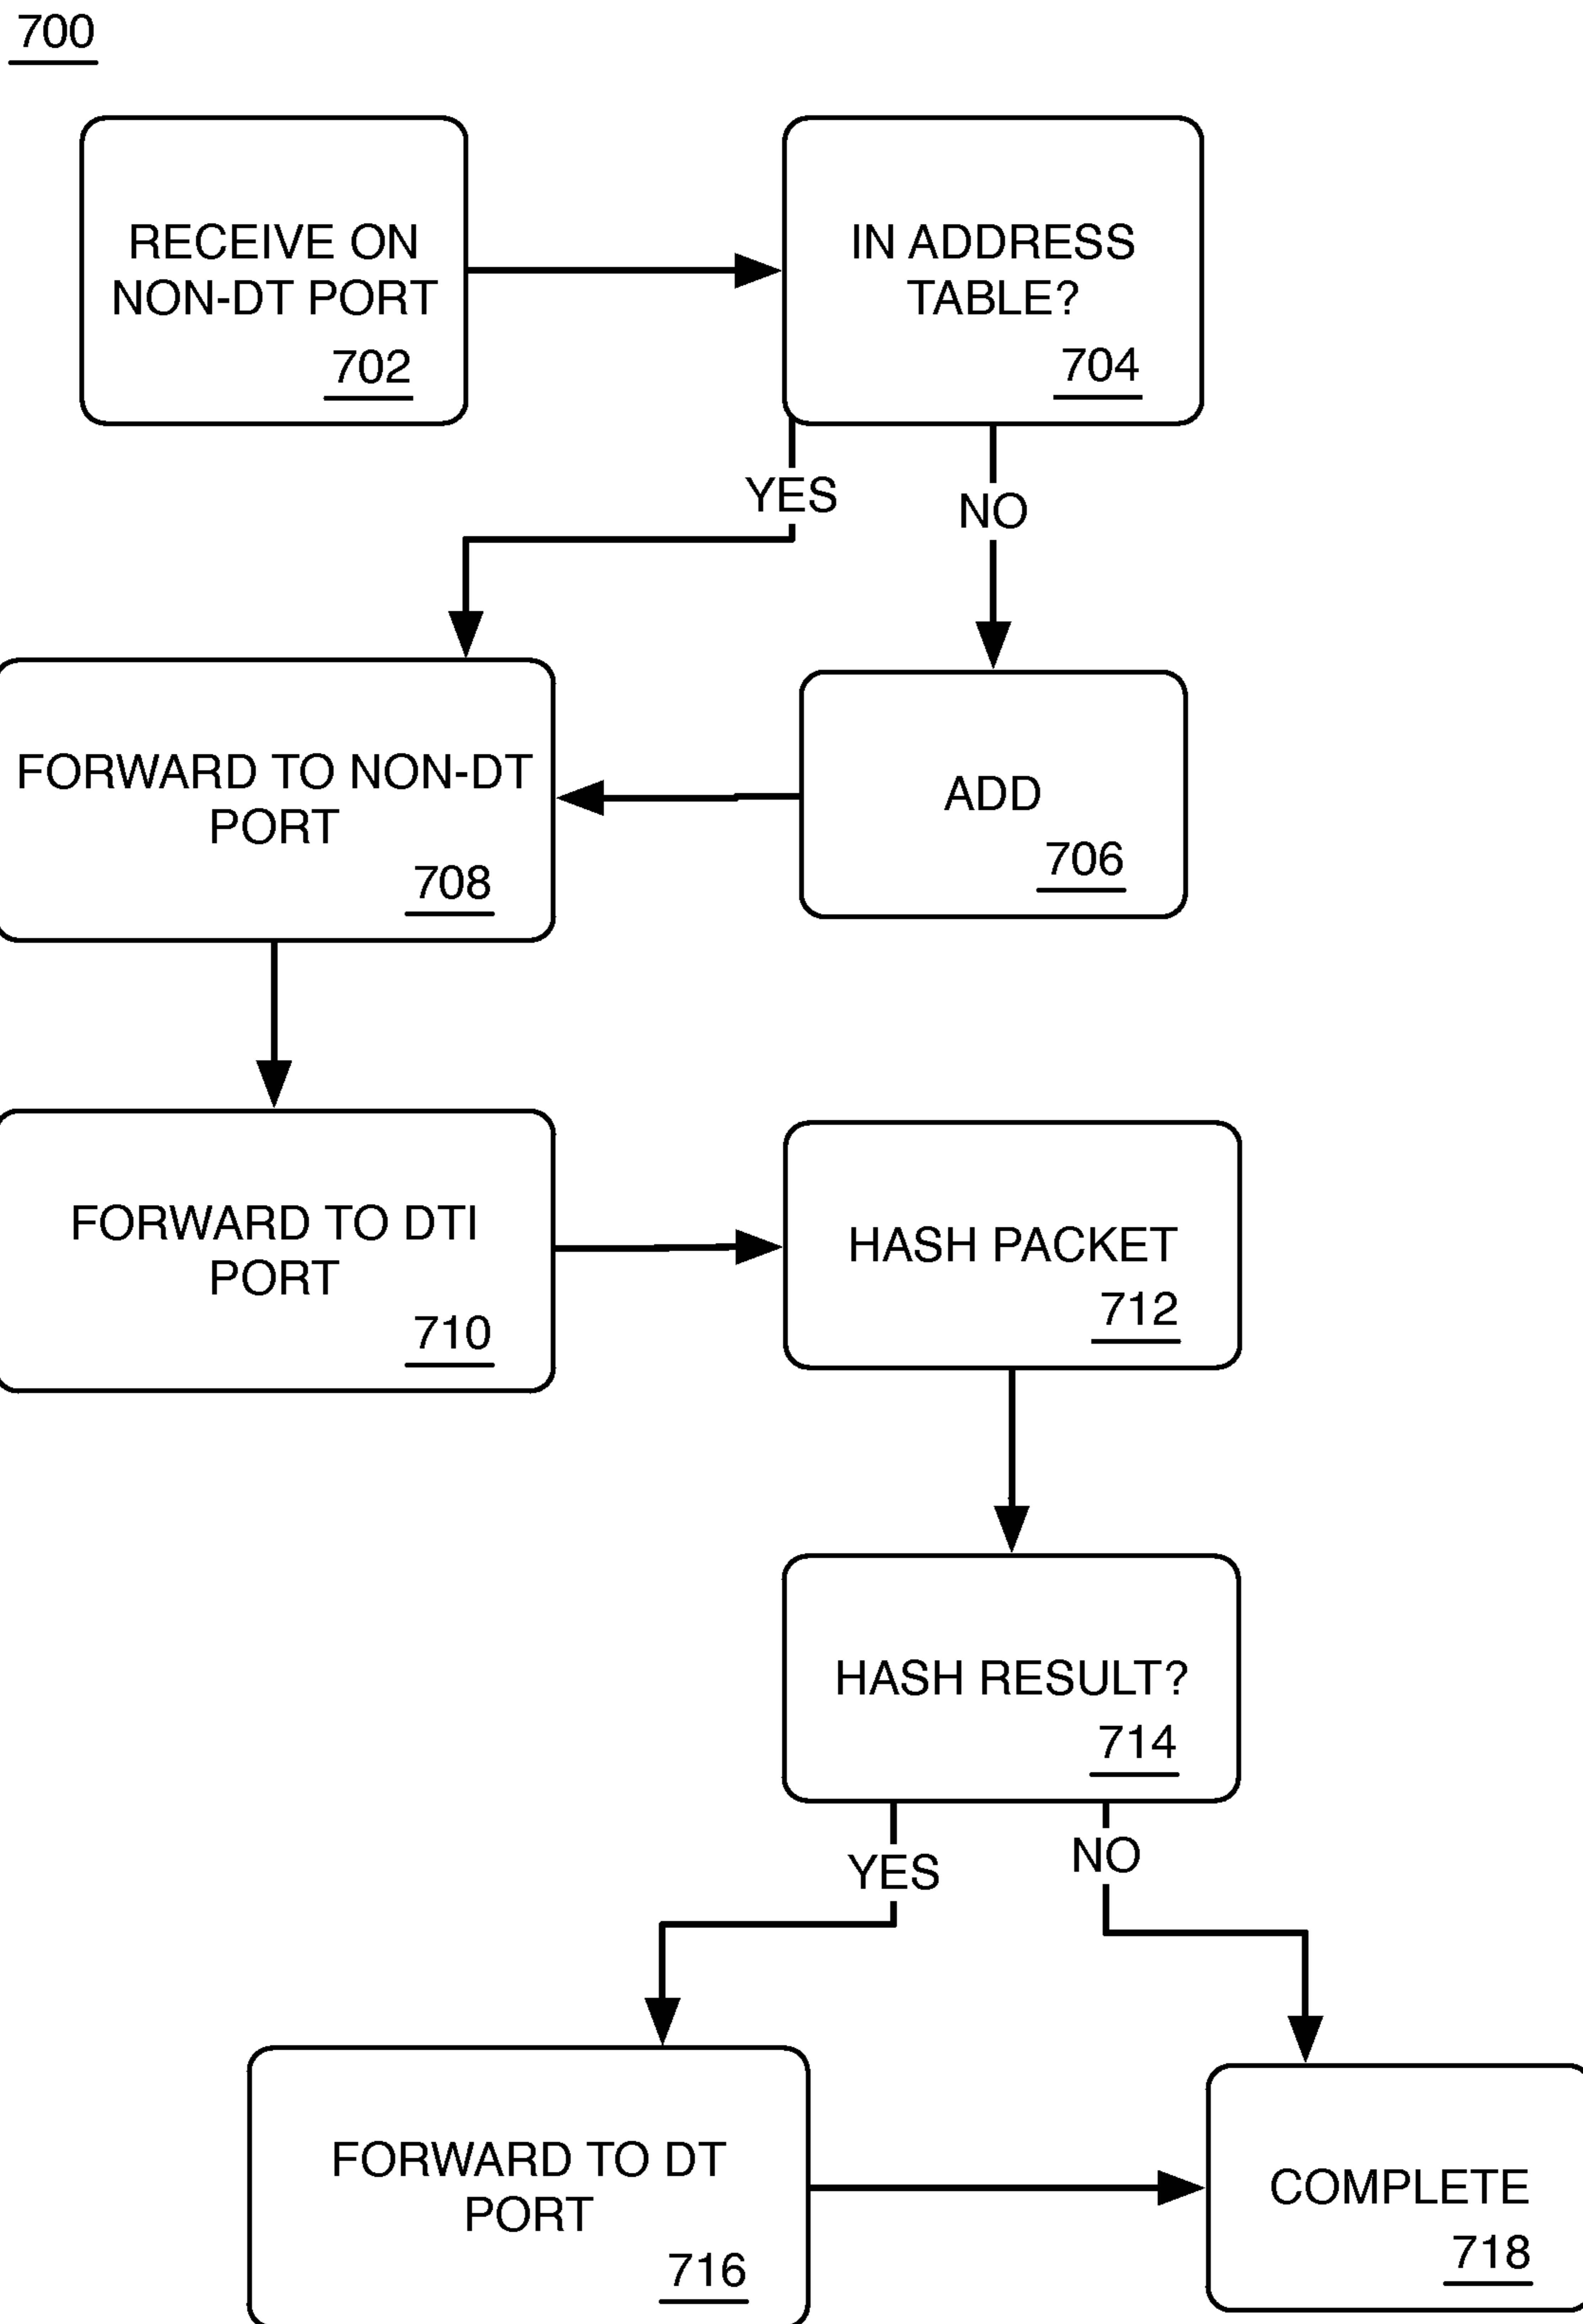 700
RECEIVE ON
NON-DT PORT
702
IN ADDRESS
TABLE?
704
YES
NO
FORWARD TO NON-DT
PORT
708
ADD
706
FORWARD TO DTI
PORT
710
HASH PACKET
712
HASH RESULT?
714
YES
NO
FORWARD TO DT
PORT
716
COMPLETE
718